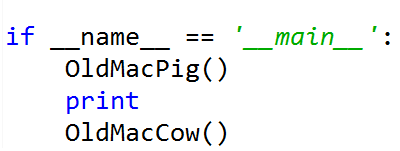 if __name__ == '__main__':
    OldMacPig()
    print
    OldMacCow()